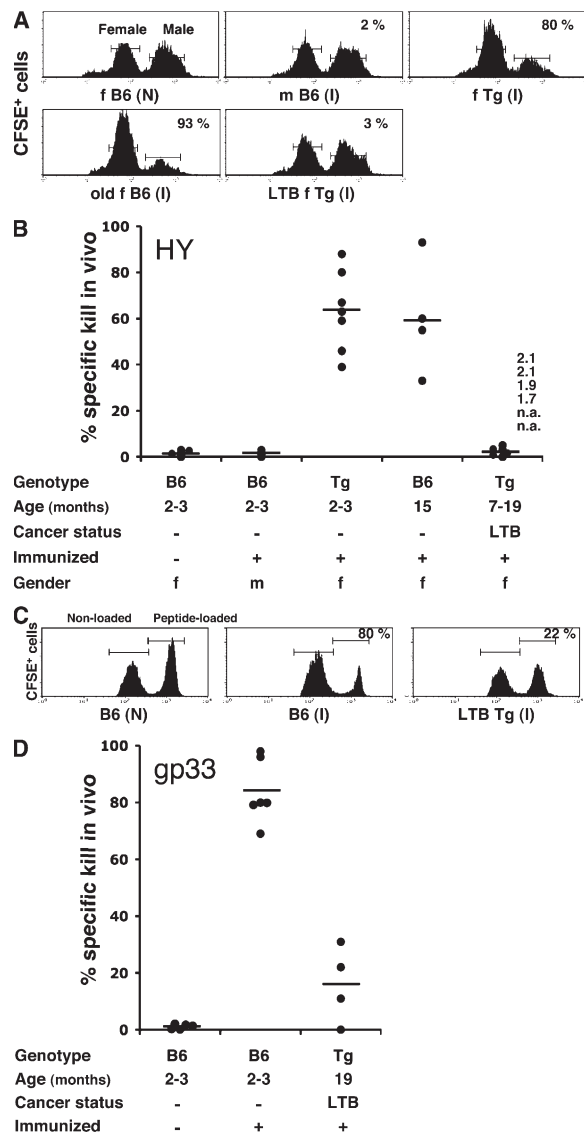 A
Female Male
2 %
80 %
CFSE+ cells
f B6 (N)
m B6 (I)
f Tg (I)
93 %
3 %
old f B6 (I)
LTB f Tg (I)
B
HY
% specific kill in vivo
100
80
60
40
20
0
2.1
2.1
1.9
1.7
n.a.
n.a.
Genotype B6 B6 Tg B6 Tg
Age (months) 2-3 2-3 2-3 15 7-19
Cancer status - - - - LTB
Immunized - + + + +
Gender f m f f f
C
Non-loaded Peptide-loaded
80 %
22 %
CFSE+ cells
B6 (N)
B6 (I)
LTB Tg (I)
D
gp33
% specific kill in vivo
100
80
60
40
20
0
Genotype B6 B6 Tg
Age (months) 2-3 2-3 19
Cancer status - - LTB
Immunized - + +